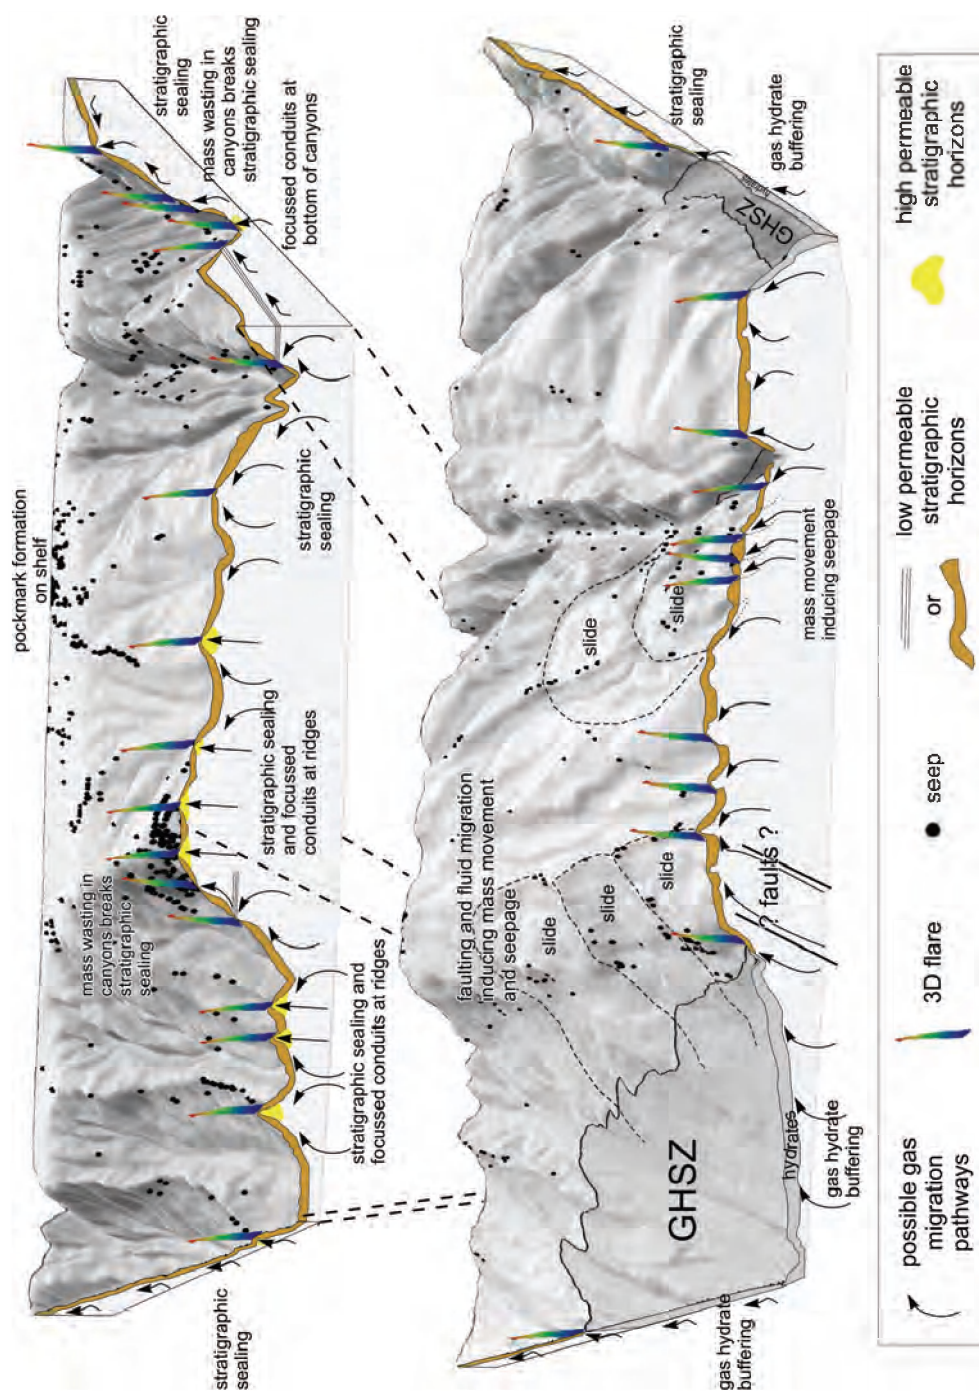 pockmark formation
on shelf
stratigraphic
sealing
mass wasting in
canyons breaks
stratigraphic
sealing
stratigraphic sealing and
focussed conduits at ridges
stratigraphic sealing
and focussed
conduits at ridges
stratigraphic
sealing
stratigraphic
sealing
mass wasting in
canyons breaks
stratigraphic sealing
focussed conduits at
bottom of canyons
gas hydrate
buffering
GHSZ
hydrates
gas hydrate
buffering
faulting and fluid migration
inducing mass movement
and seepage
slide
slide
slide
? faults ?
slide
slide
mass movement
inducing seepage
GHSZ
hydrates
stratigraphic
sealing
gas hydrate
buffering
possible gas
migration
pathways
3D flare
seep
or
low permeable
stratigraphic
horizons
high permeable
stratigraphic
horizons